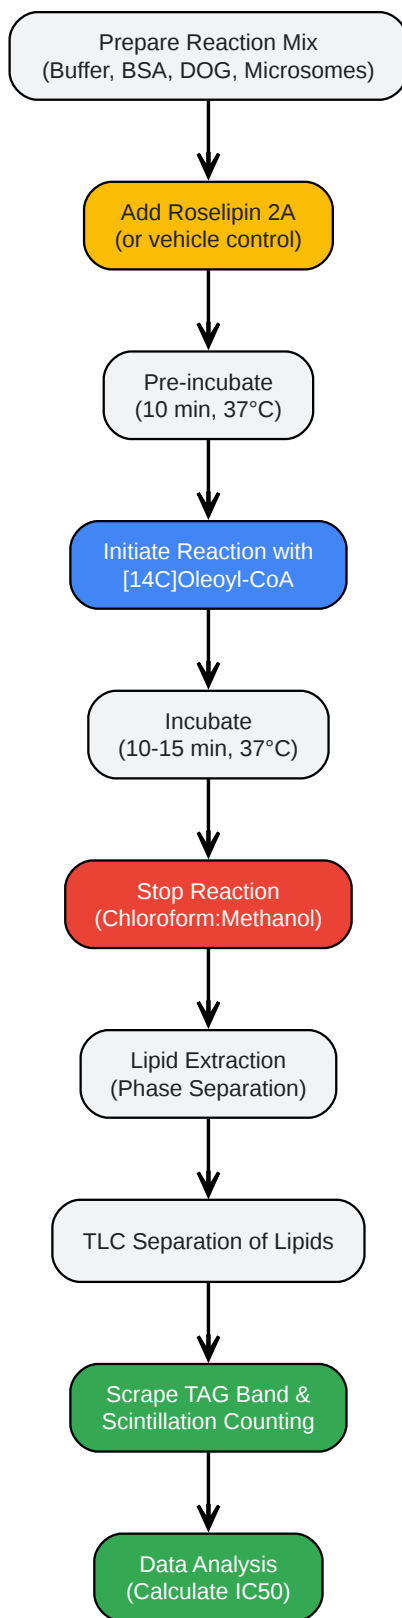 Prepare Reaction Mix
(Buffer, BSA, DOG, Microsomes)
Add Roselipin 2A
(or vehicle control)
Pre-incubate
(10 min, 37°C)
Initiate Reaction with
[14C]Oleoyl-CoA
Incubate
(10-15 min, 37°C)
Stop Reaction
(Chloroform:Methanol)
Lipid Extraction
(Phase Separation)
TLC Separation of Lipids
Scrape TAG Band &
Scintillation Counting
Data Analysis
(Calculate IC50)